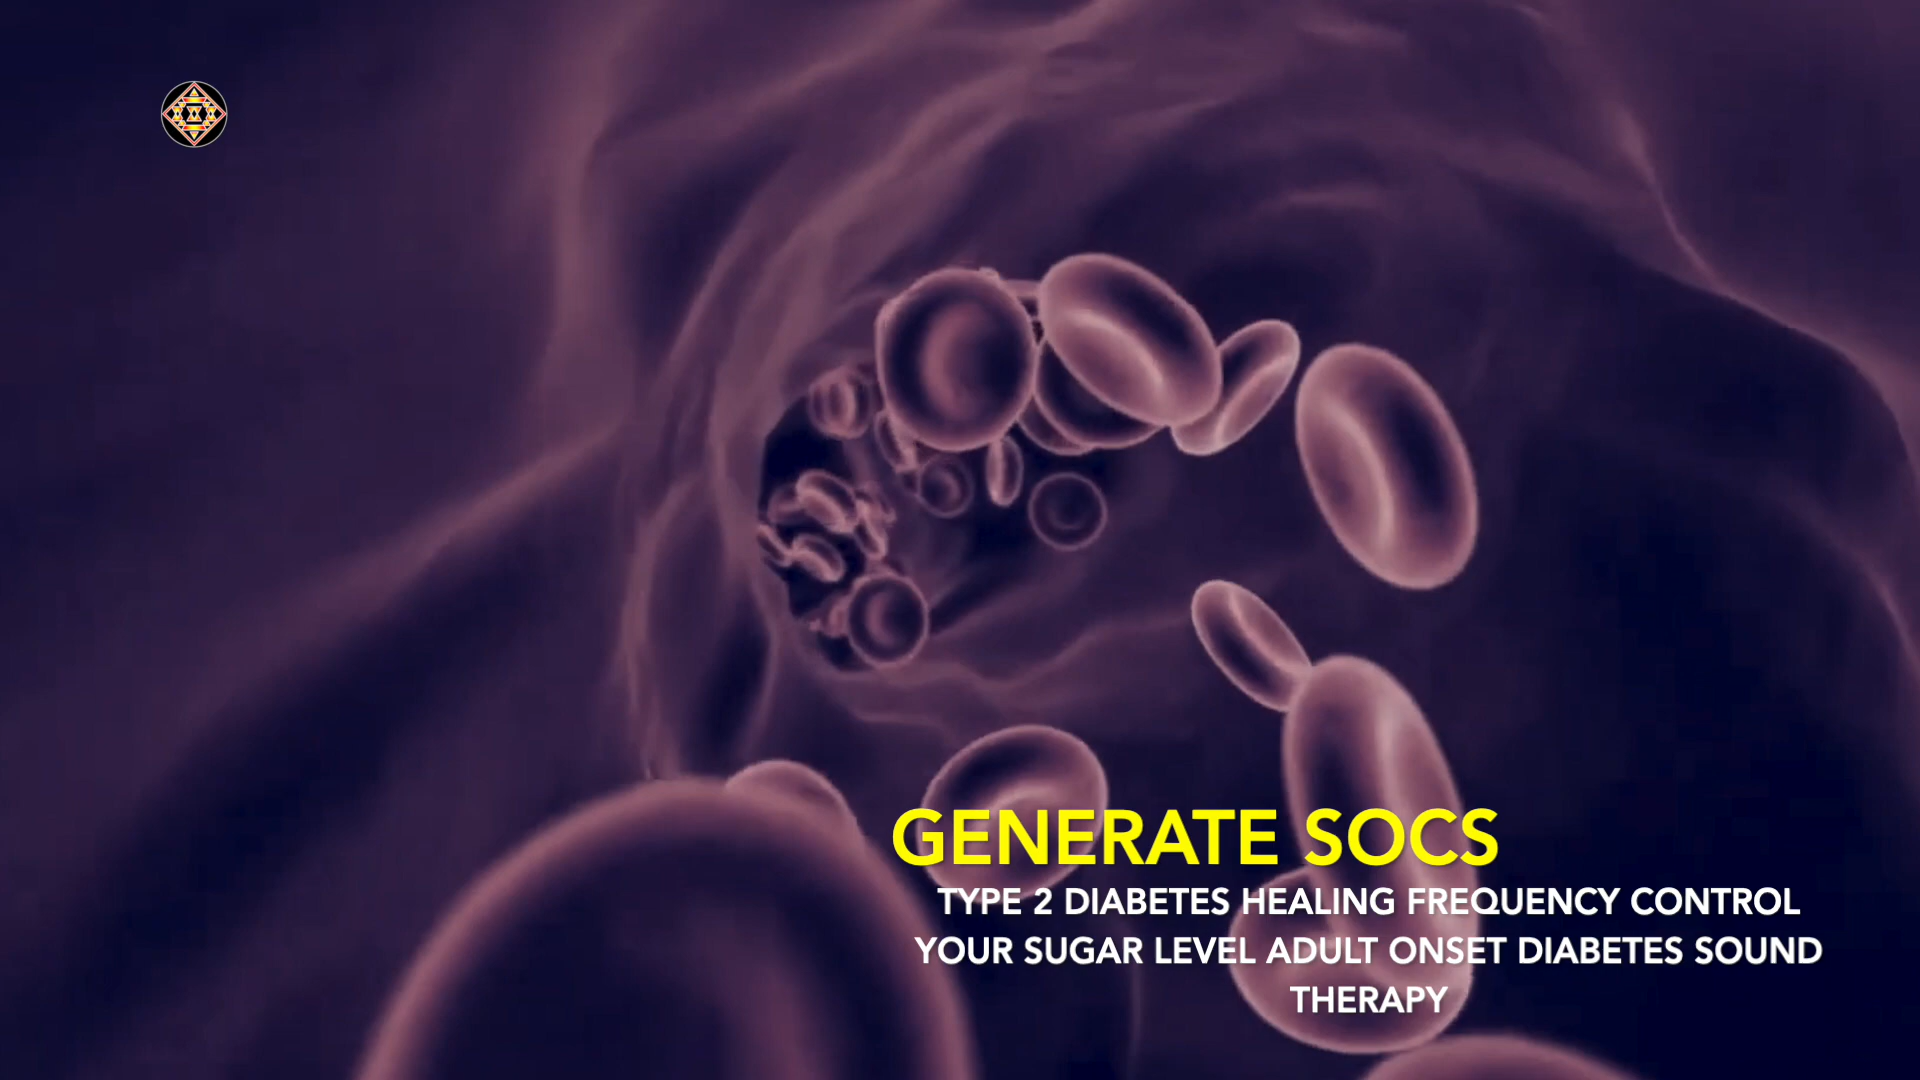 GENERATE SOCS
TYPE 2 DIABETES HEALING FREQUENCY CONTROL
YOUR SUGAR LEVEL ADULT ONSET DIABETES SOUND
THERAPY